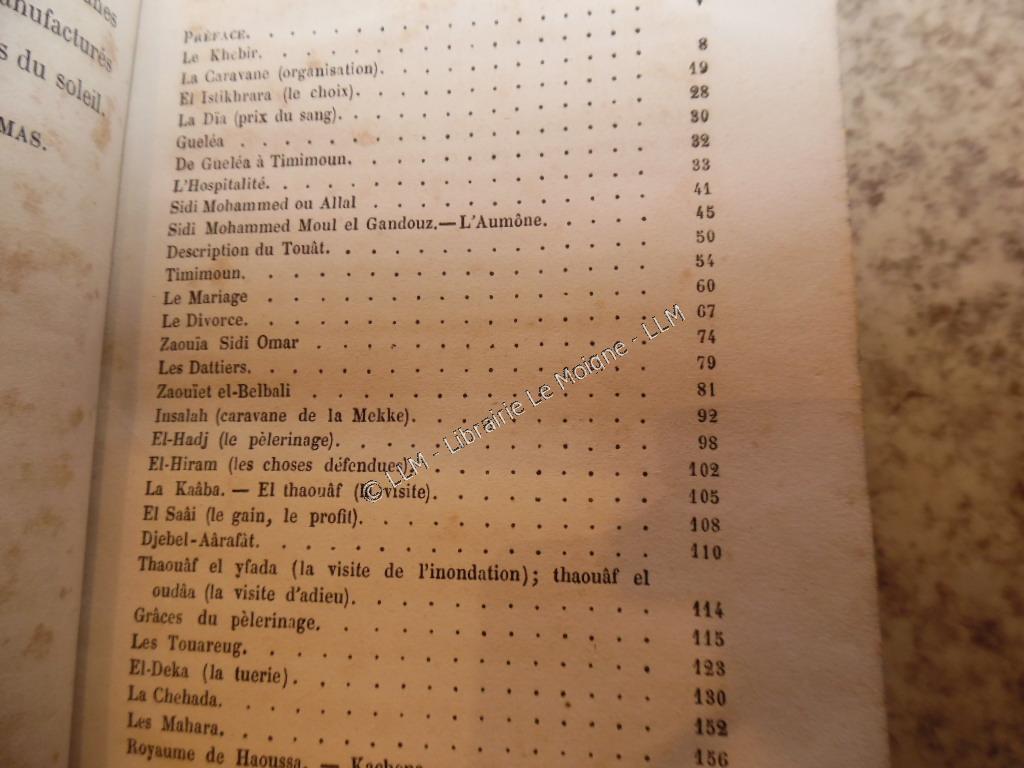 manufacturés
s du soleil.
MAS.
PRÉFACE.
Le Khebir.
La Caravane (organisation). 8
El Istikhrara (le choix). 19
La Dïa (prix du sang). 28
Gueléa 30
De Gueléa à Timimoun. 32
L'Hospitalité. 33
Sidi Mohammed ou Allal 41
Sidi Mohammed Moul el Gandouz.—L'Aumône. 45
Description du Touât. 50
Timimoun. 54
Le Mariage 60
Le Divorce. 67
Zaouïa Sidi Omar 74
Les Dattiers. 79
Zaouïet el-Belbali 81
Insalah (caravane de la Mekke). 92
El-Hadj (le pèlerinage). 98
El-Hiram (les choses défendues). 102
La Kaâba. — El thaouâf (la visite). 105
El Saâi (le gain, le profit). 108
Djebel-Aârafât. 110
Thaouâf el yfada (la visite de l'inondation); thaouâf el
oudâa (la visite d'adieu). 114
Grâces du pèlerinage. 115
Les Touareug. 123
El-Deka (la tuerie). 130
La Chehada. 152
Les Mahara. 156
Royaume de Haoussa. —
© LLM - Librairie Le Moigne - LLM